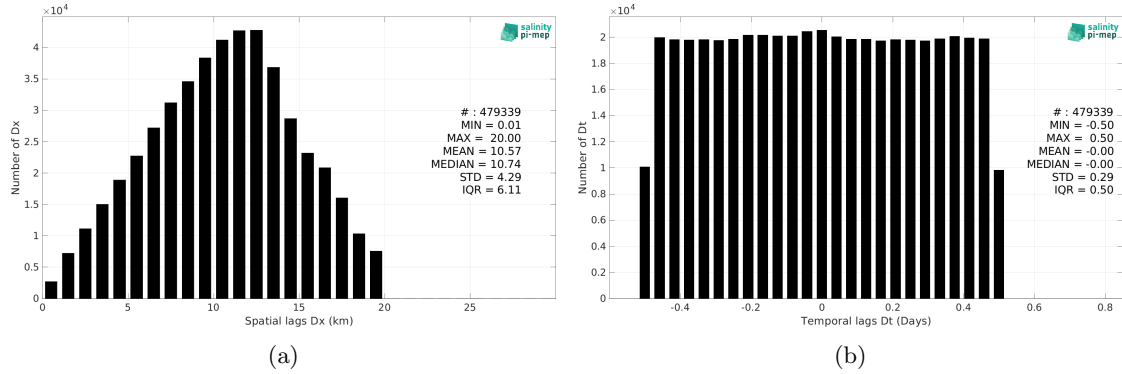 ×10⁴
4
3.5
3
2.5
2
1.5
1
0.5
0
Number of Dx
salinity
pi-mep
# : 479339
MIN = 0.01
MAX = 20.00
MEAN = 10.57
MEDIAN = 10.74
STD = 4.29
IQR = 6.11
0 5 10 15 20 25
Spatial lags Dx (km)
(a)
×10⁴
2
1.8
1.6
1.4
1.2
1
0.8
0.6
0.4
0.2
0
Number of Dt
salinity
pi-mep
# : 479339
MIN = -0.50
MAX = 0.50
MEAN = -0.00
MEDIAN = -0.00
STD = 0.29
IQR = 0.50
-0.4 -0.2 0 0.2 0.4 0.6 0.8
Temporal lags Dt (Days)
(b)